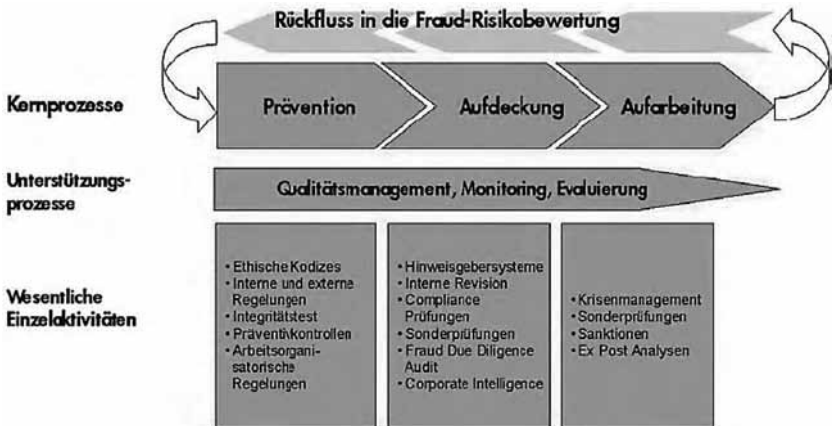 Rückfluss in die Fraud-Risikobewertung
Kernprozesse
Prävention
Aufdeckung
Aufarbeitung
Unterstützungs-
prozesse
Qualitätsmanagement, Monitoring, Evaluierung
Wesentliche
Einzelaktivitäten
• Ethische Kodizes
• Interne und externe
Regelungen
• Integritätstest
• Präventivkontrollen
• Arbeitsorgani-
satorische
Regelungen
• Hinweisgebersysteme
• Interne Revision
• Compliance
Prüfungen
• Sonderprüfungen
• Fraud Due Diligence
Audit
• Corporate Intelligence
• Krisenmanagement
• Sonderprüfungen
• Sanktionen
• Ex Post Analysen